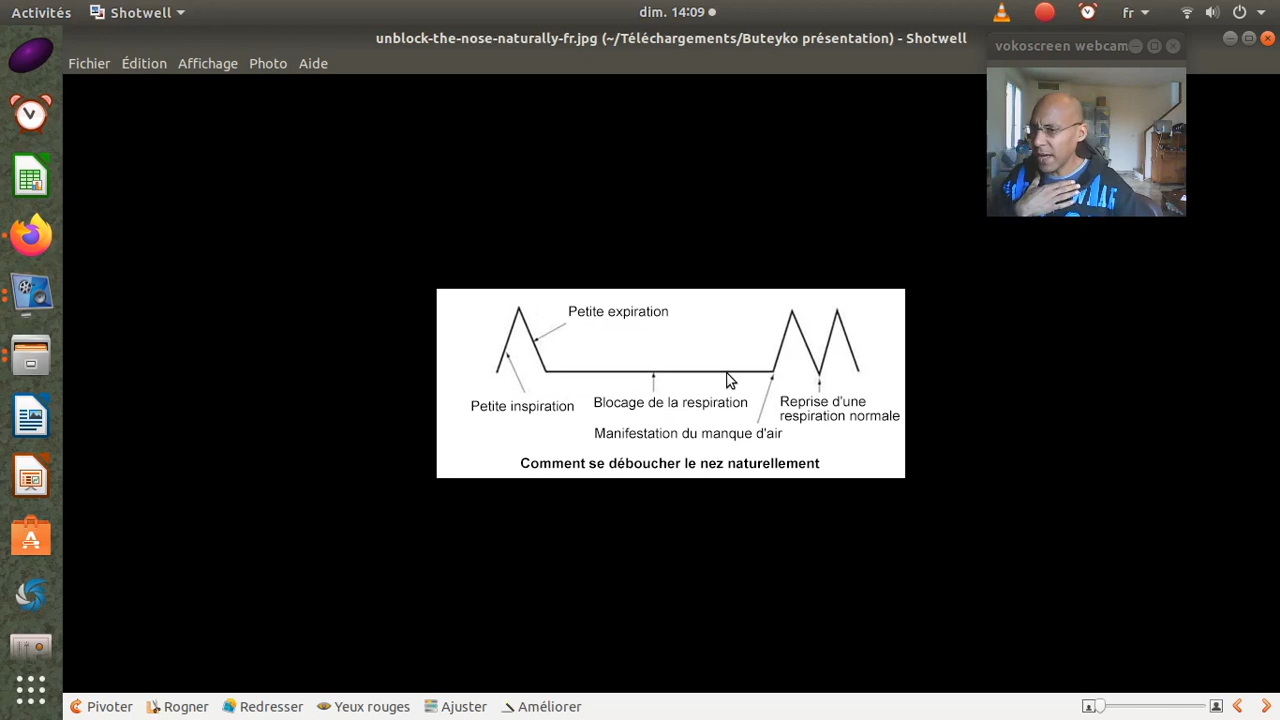 Activités
Shotwell
dim. 14:09
fr
unblock-the-nose-naturally-fr.jpg (~/Téléchargements/Buteyko présentation) - Shotwell
vokoscreen webcam
Fichier Édition Affichage Photo Aide
Petite expiration
Petite inspiration
Blocage de la respiration
Reprise d'une
respiration normale
Manifestation du manque d'air
Comment se déboucher le nez naturellement
Pivoter Rogner Redresser Yeux rouges Ajuster Améliorer